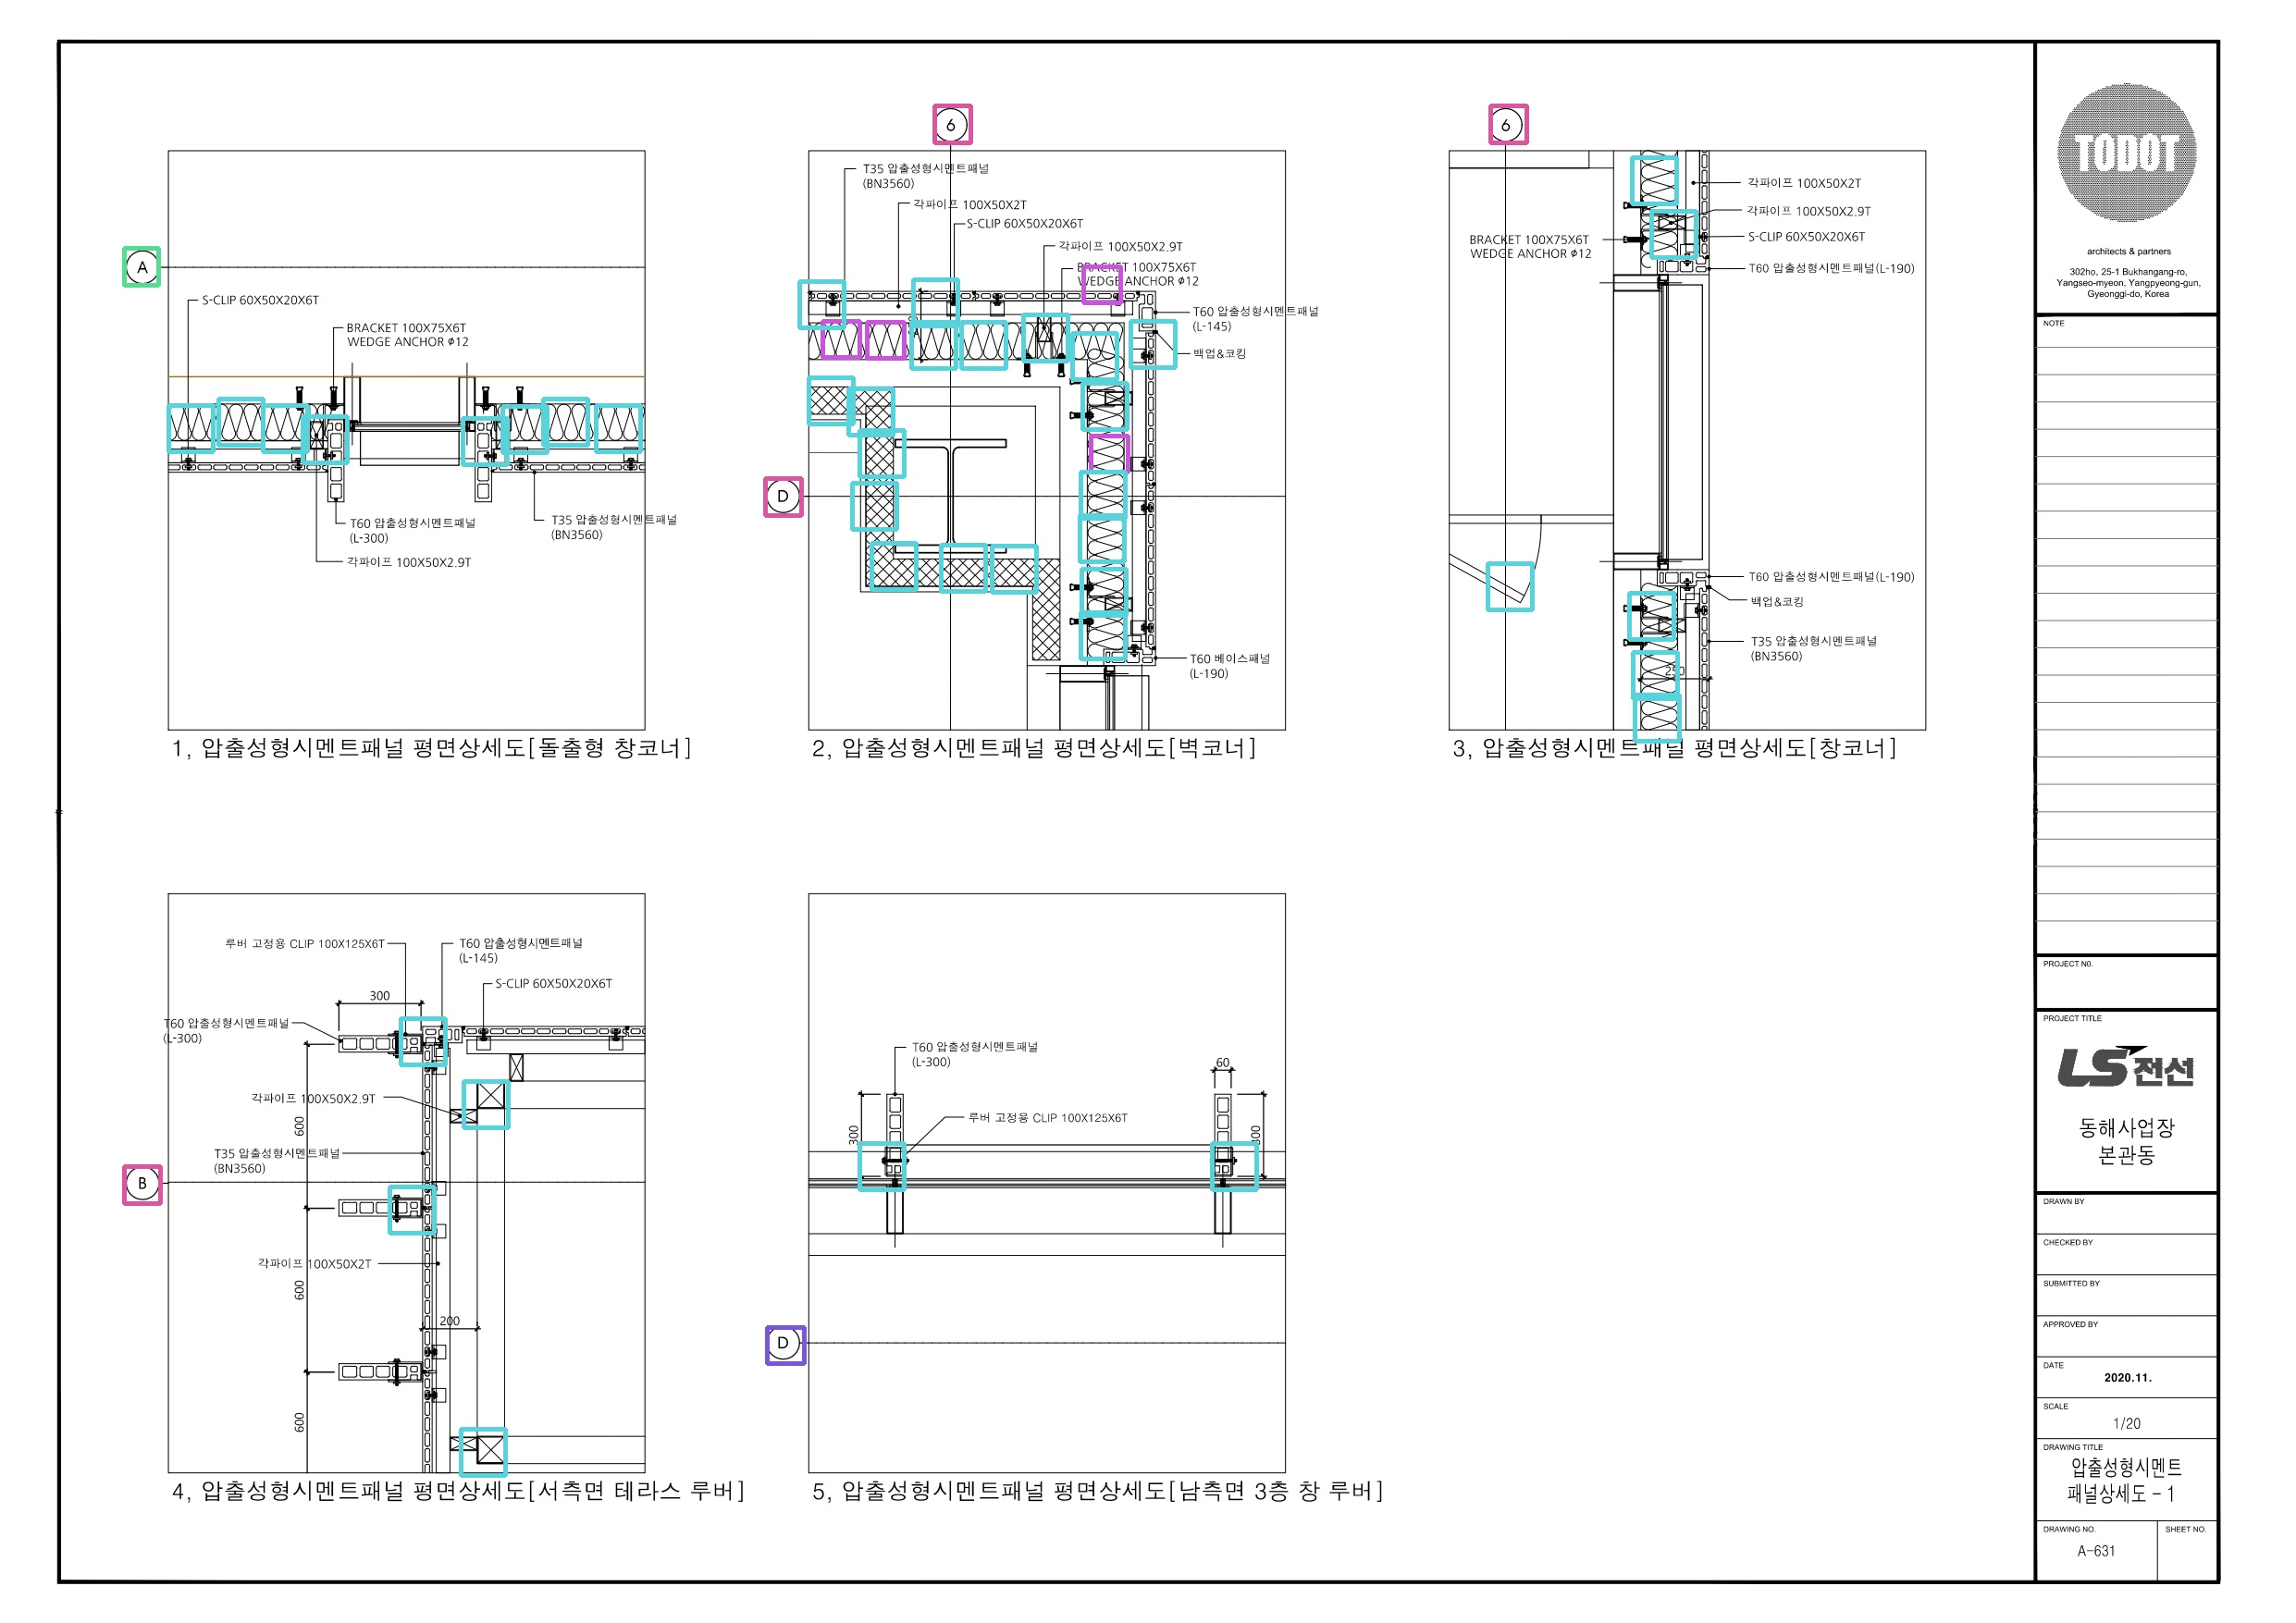 6
6
A
S-CLIP 60X50X20X6T
BRACKET 100X75X6T
WEDGE ANCHOR φ12
T60 압출성형시멘트패널
(L-300)
T35 압출성형시멘트패널
(BN3560)
각파이프 100X50X2.9T
1, 압출성형시멘트패널 평면상세도[돌출형 창코너]
T35 압출성형시멘트패널
(BN3560)
각파이프 100X50X2T
S-CLIP 60X50X20X6T
각파이프 100X50X2.9T
BRACKET 100X75X6T
WEDGE ANCHOR φ12
T60 압출성형시멘트패널
(L-145)
백업&코킹
D
T60 베이스패널
(L-190)
2, 압출성형시멘트패널 평면상세도[벽코너]
각파이프 100X50X2T
각파이프 100X50X2.9T
BRACKET 100X75X6T
WEDGE ANCHOR φ12
S-CLIP 60X50X20X6T
T60 압출성형시멘트패널(L-190)
T60 압출성형시멘트패널(L-190)
백업&코킹
T35 압출성형시멘트패널
(BN3560)
3, 압출성형시멘트패널 평면상세도[창코너]
루버 고정용 CLIP 100X125X6T
T60 압출성형시멘트패널
(L-145)
S-CLIP 60X50X20X6T
300
T60 압출성형시멘트패널
(L-300)
각파이프 100X50X2.9T
600
T35 압출성형시멘트패널
(BN3560)
B
각파이프 100X50X2T
600
200
600
4, 압출성형시멘트패널 평면상세도[서측면 테라스 루버]
T60 압출성형시멘트패널
(L-300)
60
루버 고정용 CLIP 100X125X6T
300
300
D
5, 압출성형시멘트패널 평면상세도[남측면 3층 창 루버]
TODOT
architects & partners
302ho, 25-1 Bukhangang-ro,
Yangseo-myeon, Yangpyeong-gun,
Gyeonggi-do, Korea
NOTE
PROJECT NO.
PROJECT TITLE
LS전선
동해사업장
본관동
DRAWN BY
CHECKED BY
SUBMITTED BY
APPROVED BY
DATE
2020.11.
SCALE
1/20
DRAWING TITLE
압출성형시멘트
패널상세도 - 1
DRAWING NO.
SHEET NO.
A-631